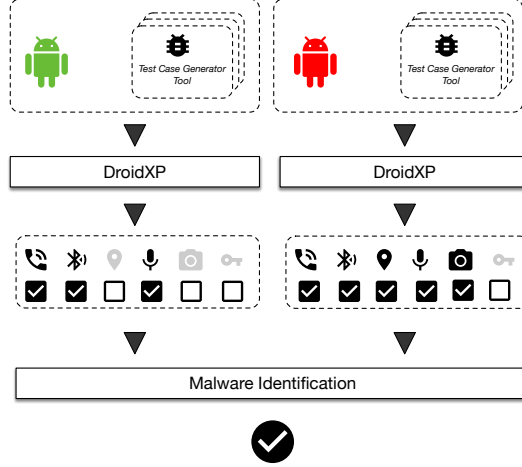 Test Case Generator
Tool
Test Case Generator
Tool
DroidXP
DroidXP
Malware Identification